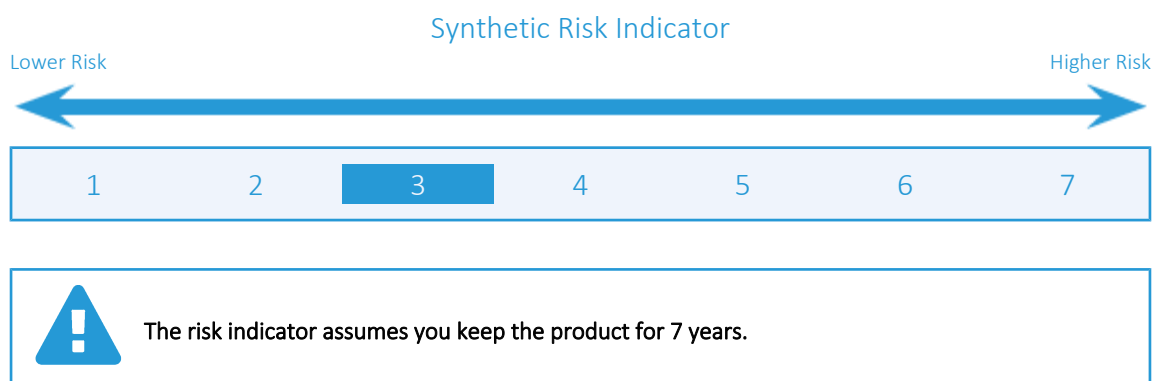 Synthetic Risk Indicator
Lower Risk Higher Risk
1 2 3 4 5 6 7
The risk indicator assumes you keep the product for 7 years.